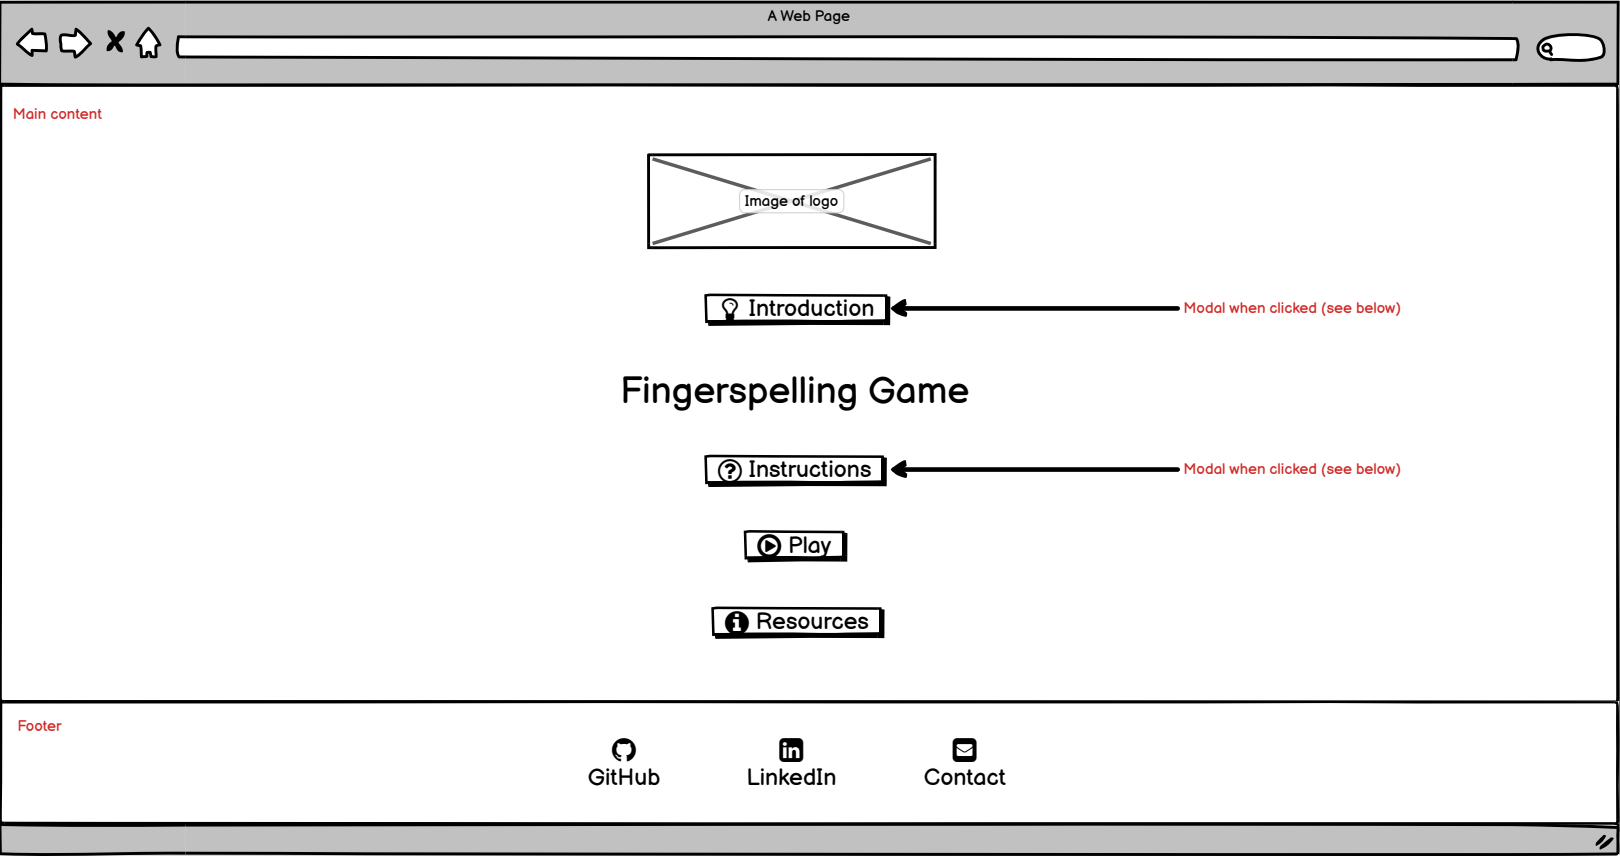 A Web Page
Main content
Image of logo
Introduction
Modal when clicked (see below)
Fingerspelling Game
Instructions
Modal when clicked (see below)
Play
Resources
Footer
GitHub
LinkedIn
Contact